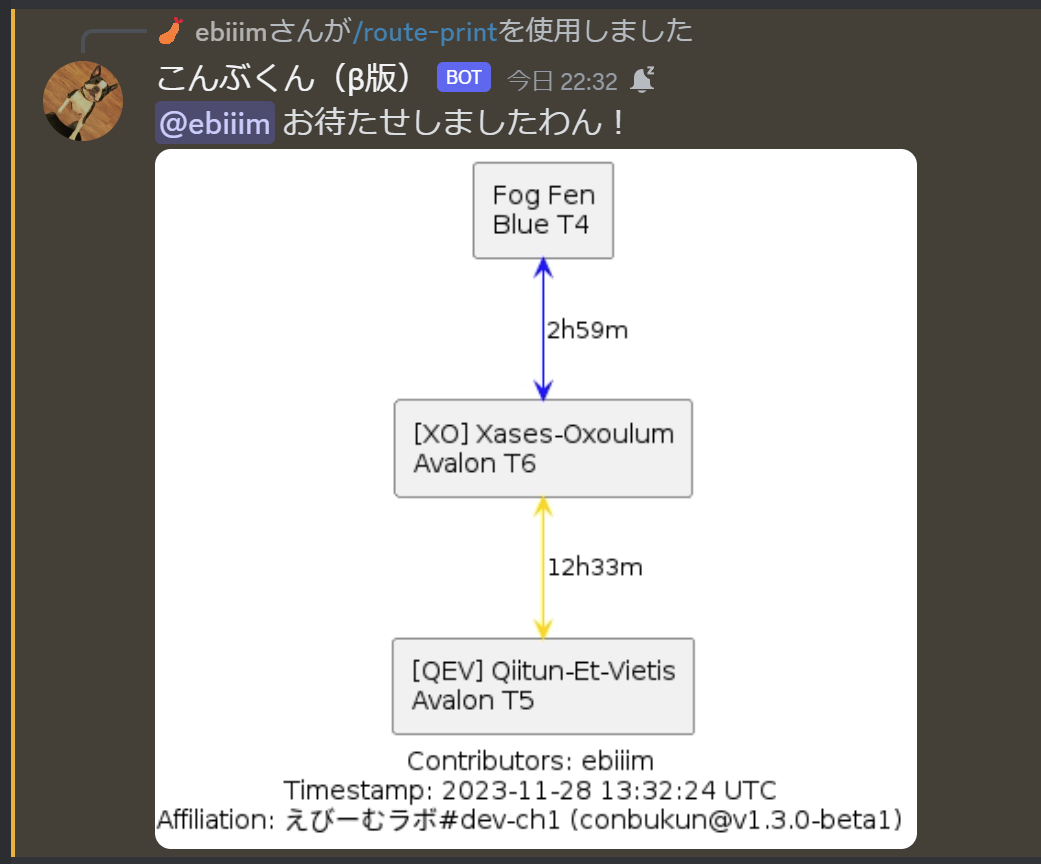 ebiiimさんが/route-printを使用しました
こんぶくん（β版） BOT 今日 22:32
@ebiiim お待たせしましたわん！
Fog Fen
Blue T4
2h59m
[XO] Xases-Oxoulum
Avalon T6
12h33m
[QEV] Qiitun-Et-Vietis
Avalon T5
Contributors: ebiiim
Timestamp: 2023-11-28 13:32:24 UTC
Affiliation: えびーむラボ#dev-ch1 (conbukun@v1.3.0-beta1)